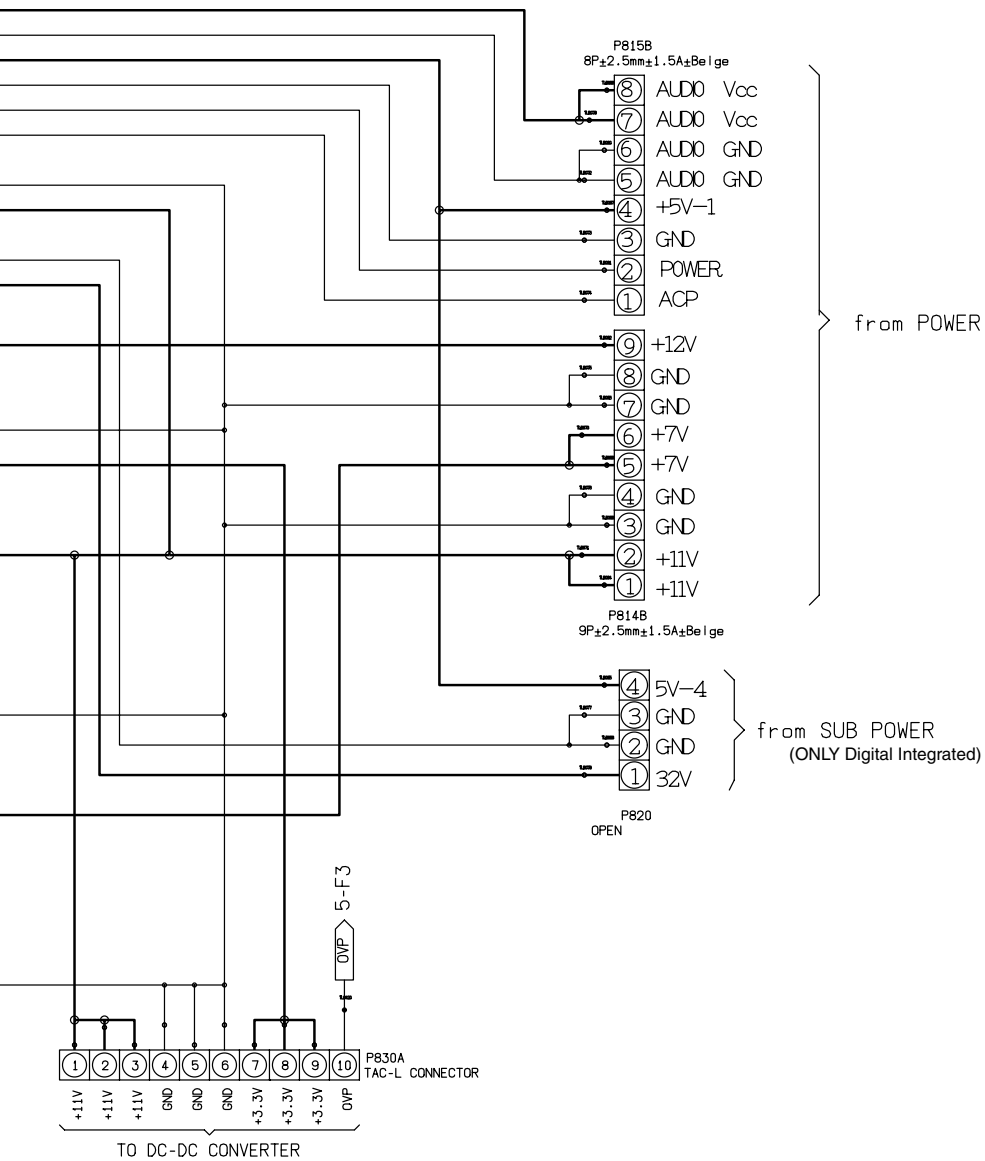 P815B
8P±2.5mm±1.5A±Beige
8 AUDIO Vcc
7 AUDIO Vcc
6 AUDIO GND
5 AUDIO GND
4 +5V-1
3 GND
2 POWER
1 ACP
from POWER
9 +12V
8 GND
7 GND
6 +7V
5 +7V
4 GND
3 GND
2 +11V
1 +11V
P814B
9P±2.5mm±1.5A±Beige
4 5V-4
3 GND
2 GND
1 32V
from SUB POWER
(ONLY Digital Integrated)
P820
OPEN
5-F3
OVP
1 2 3 4 5 6 7 8 9 10
P830A
TAC-L CONNECTOR
+11V
+11V
+11V
GND
GND
GND
+3.3V
+3.3V
+3.3V
OVP
TO DC-DC CONVERTER